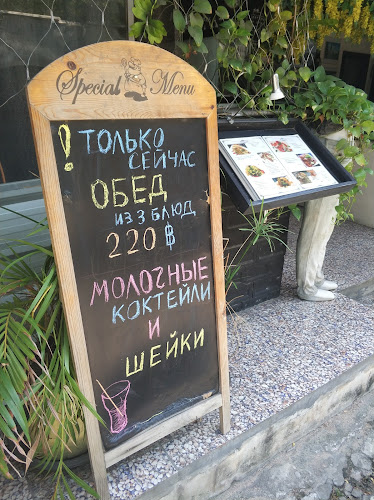 Special Menu
! ТОЛЬКО
СЕЙЧАС
ОБЕД
ИЗ 3 БЛЮД
220 ฿
МОЛОЧНЫЕ
КОКТЕЙЛИ
И
ШЕЙКИ